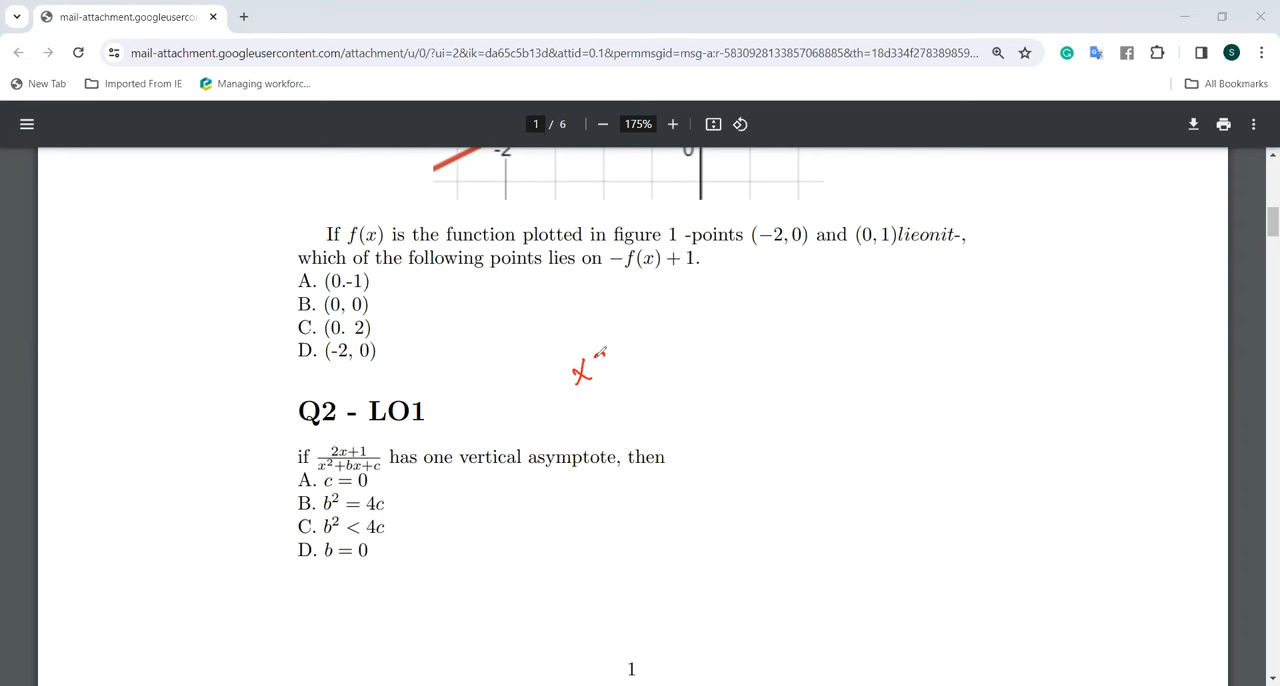 mail-attachment.googleusercor
mail-attachment.googleusercontent.com/attachment/u/0/?ui=2&ik=da65c5b13d&attid=0.1&permmsgid=msg-a:r-5830928133857068885&th=18d334f278389859...
S
New Tab
Imported From IE
Managing workforc...
All Bookmarks
1 / 6
175%
-2
0
If f(x) is the function plotted in figure 1 -points (−2, 0) and (0, 1)lieonit-,
which of the following points lies on −f(x) + 1.
A. (0.-1)
B. (0, 0)
C. (0. 2)
D. (-2, 0)
x
Q2 - LO1
if \frac{2x+1}{x²+bx+c} has one vertical asymptote, then
A. c = 0
B. b² = 4c
C. b² < 4c
D. b = 0
1